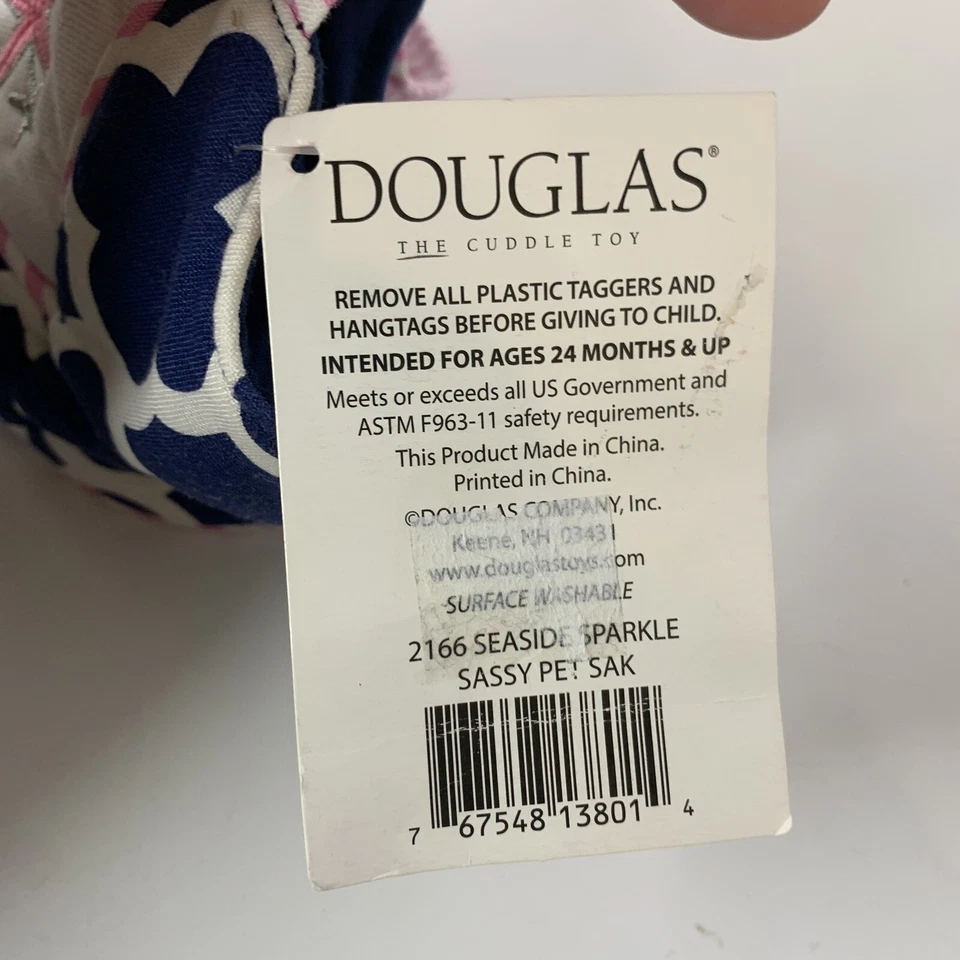 DOUGLAS®
THE CUDDLE TOY
REMOVE ALL PLASTIC TAGGERS AND
HANGTAGS BEFORE GIVING TO CHILD.
INTENDED FOR AGES 24 MONTHS & UP
Meets or exceeds all US Government and
ASTM F963-11 safety requirements.
This Product Made in China.
Printed in China.
©DOUGLAS COMPANY, Inc.
Keene, NH 03431
www.douglastoys.com
SURFACE WASHABLE
2166 SEASIDE SPARKLE
SASSY PET SAK
7 67548 13801 4